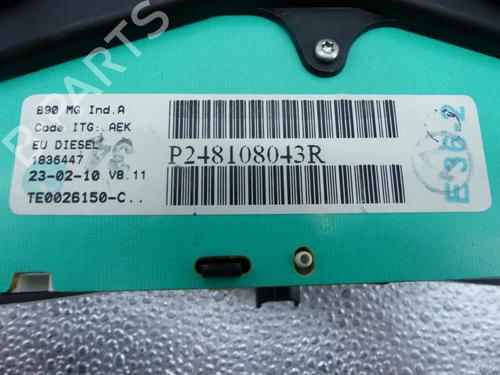 B90 MG Ind.A
Code ITG: AEK
EU DIESEL
1836447
23-02-10 V8.11
TE0026150-C..
P248108043R
E36-2